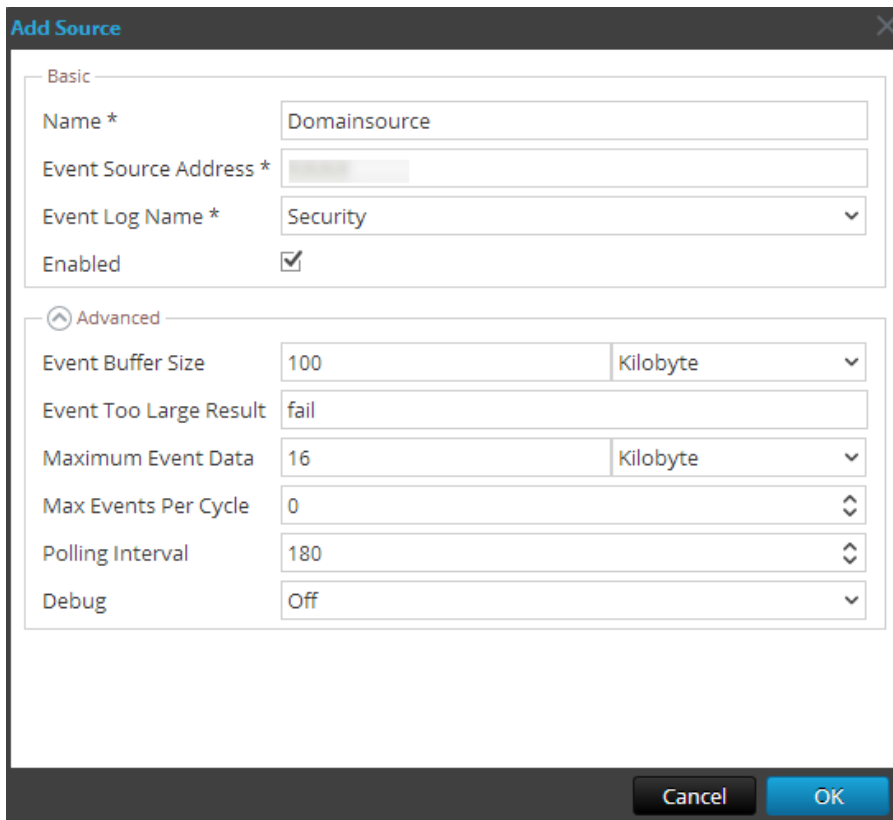 Add Source
Basic
Name * Domainsource
Event Source Address *
Event Log Name * Security
Enabled
Advanced
Event Buffer Size 100 Kilobyte
Event Too Large Result fail
Maximum Event Data 16 Kilobyte
Max Events Per Cycle 0
Polling Interval 180
Debug Off
Cancel OK